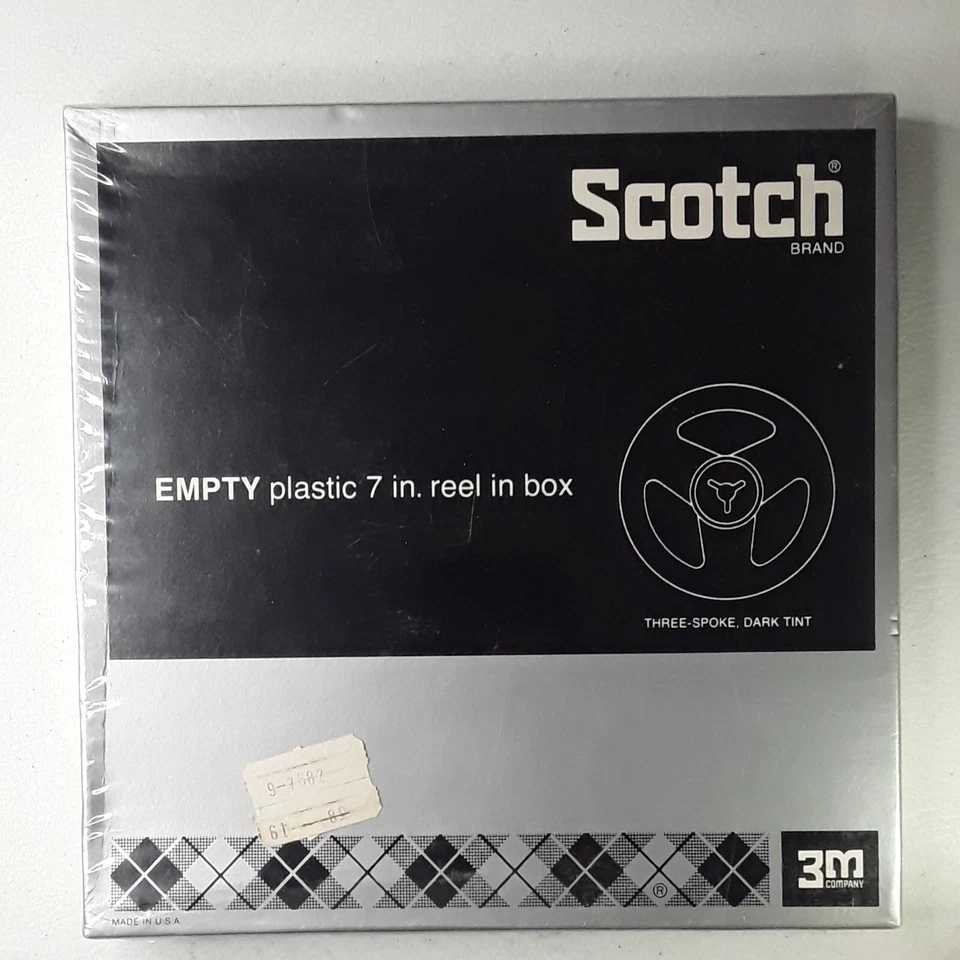 Scotch®
BRAND
EMPTY plastic 7 in. reel in box
THREE-SPOKE, DARK TINT
®
3M
COMPANY
MADE IN U.S.A.